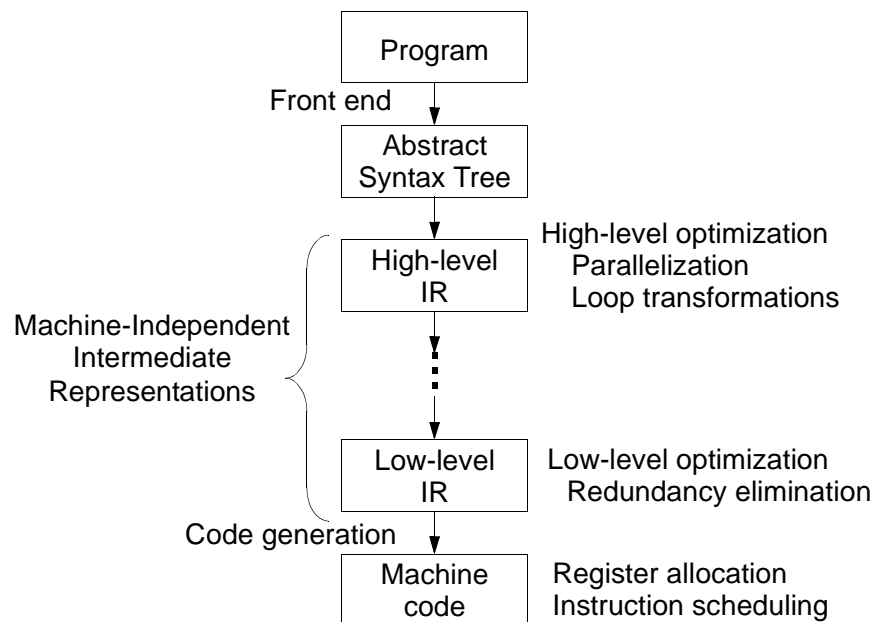 Program
Front end
Abstract
Syntax Tree
High-level optimization
Parallelization
Loop transformations
High-level
IR
Machine-Independent
Intermediate
Representations
Low-level
IR
Low-level optimization
Redundancy elimination
Code generation
Machine
code
Register allocation
Instruction scheduling